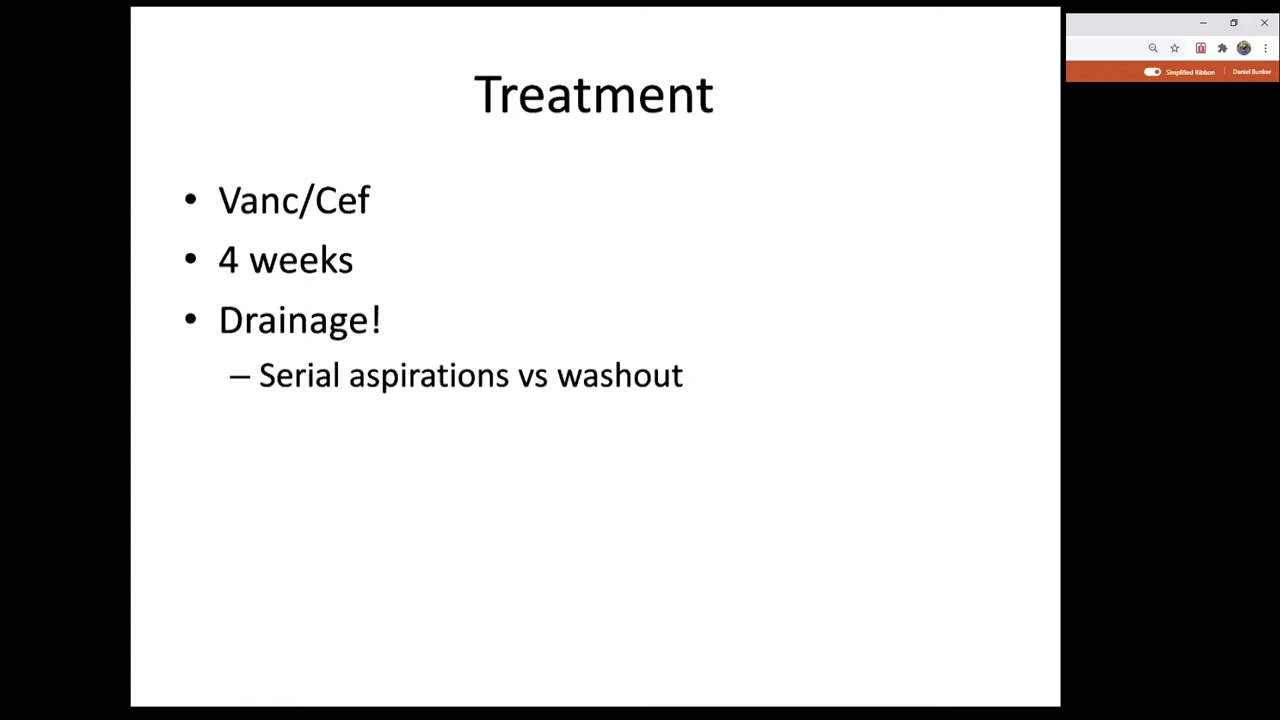 Treatment
• Vanc/Cef
• 4 weeks
• Drainage!
– Serial aspirations vs washout
Simplified Ribbon
Daniel Bunker